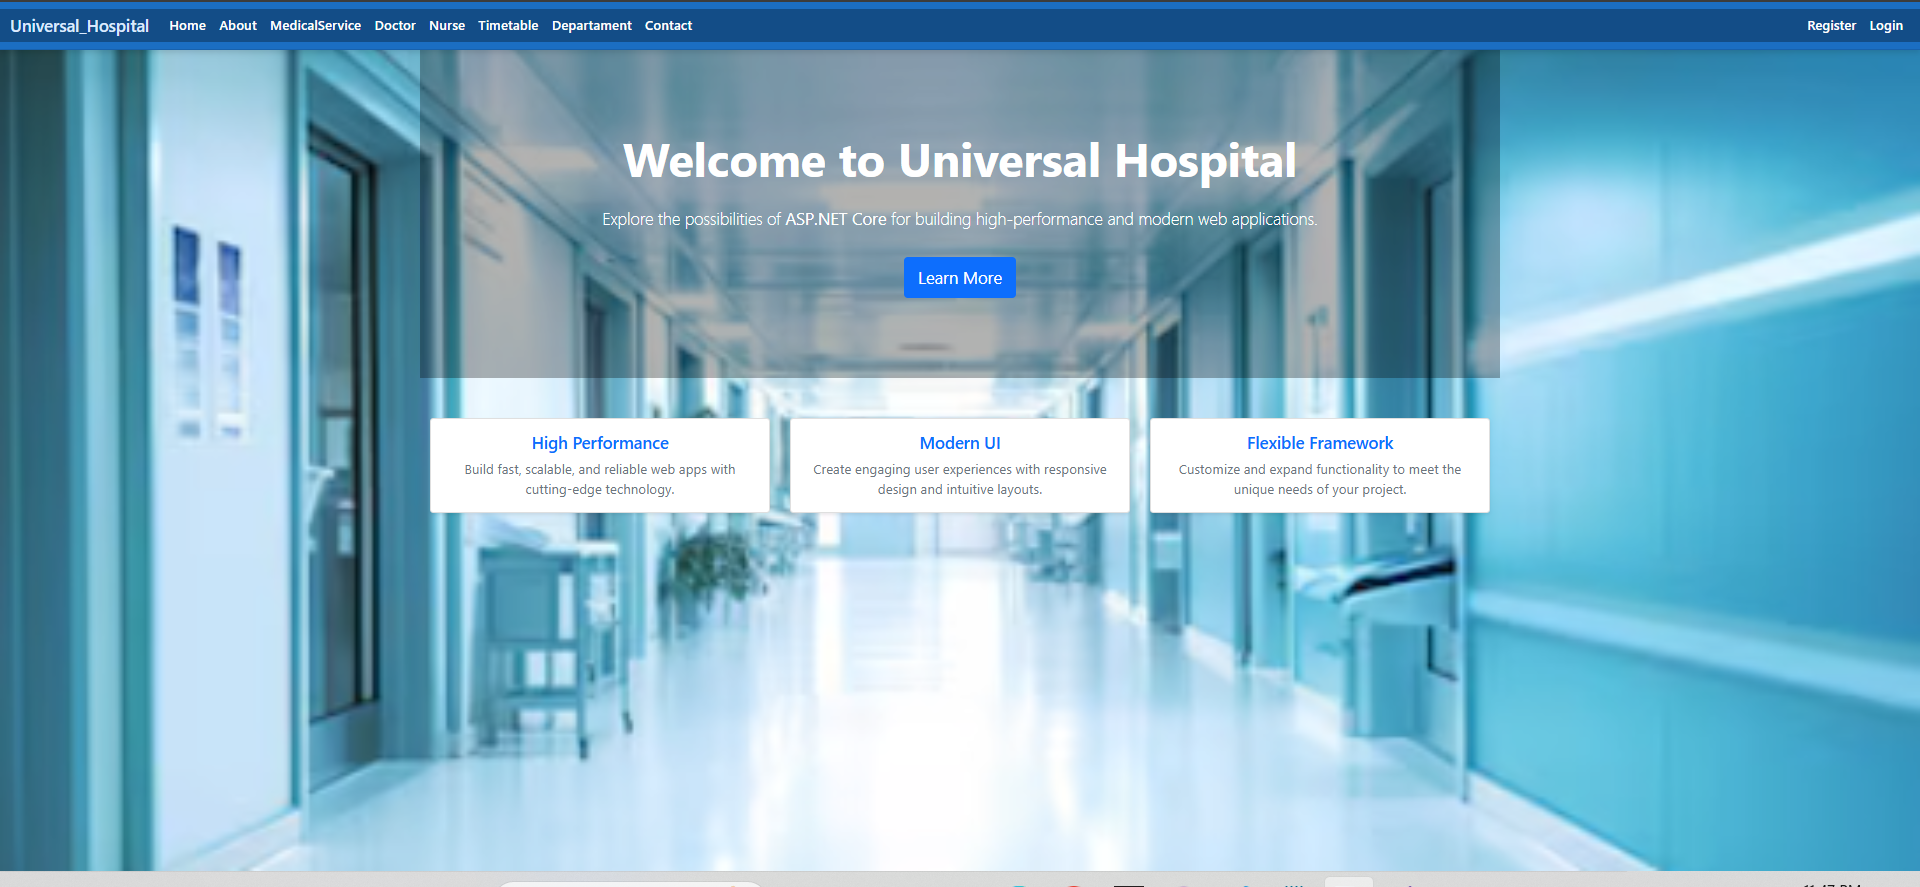 Universal_Hospital Home About MedicalService Doctor Nurse Timetable Departament Contact Register Login
Welcome to Universal Hospital
Explore the possibilities of ASP.NET Core for building high-performance and modern web applications.
Learn More
High Performance
Build fast, scalable, and reliable web apps with
cutting-edge technology.
Modern UI
Create engaging user experiences with responsive
design and intuitive layouts.
Flexible Framework
Customize and expand functionality to meet the
unique needs of your project.